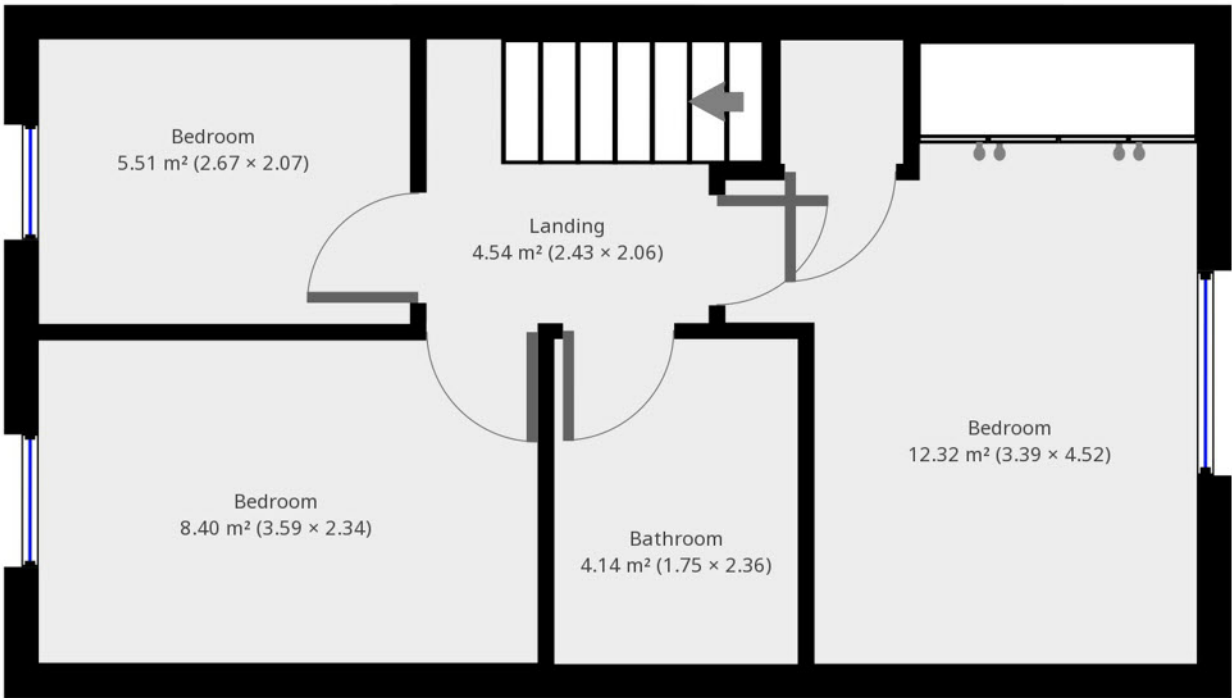 Bedroom
5.51 m² (2.67 × 2.07)
Landing
4.54 m² (2.43 × 2.06)
Bedroom
12.32 m² (3.39 × 4.52)
Bedroom
8.40 m² (3.59 × 2.34)
Bathroom
4.14 m² (1.75 × 2.36)